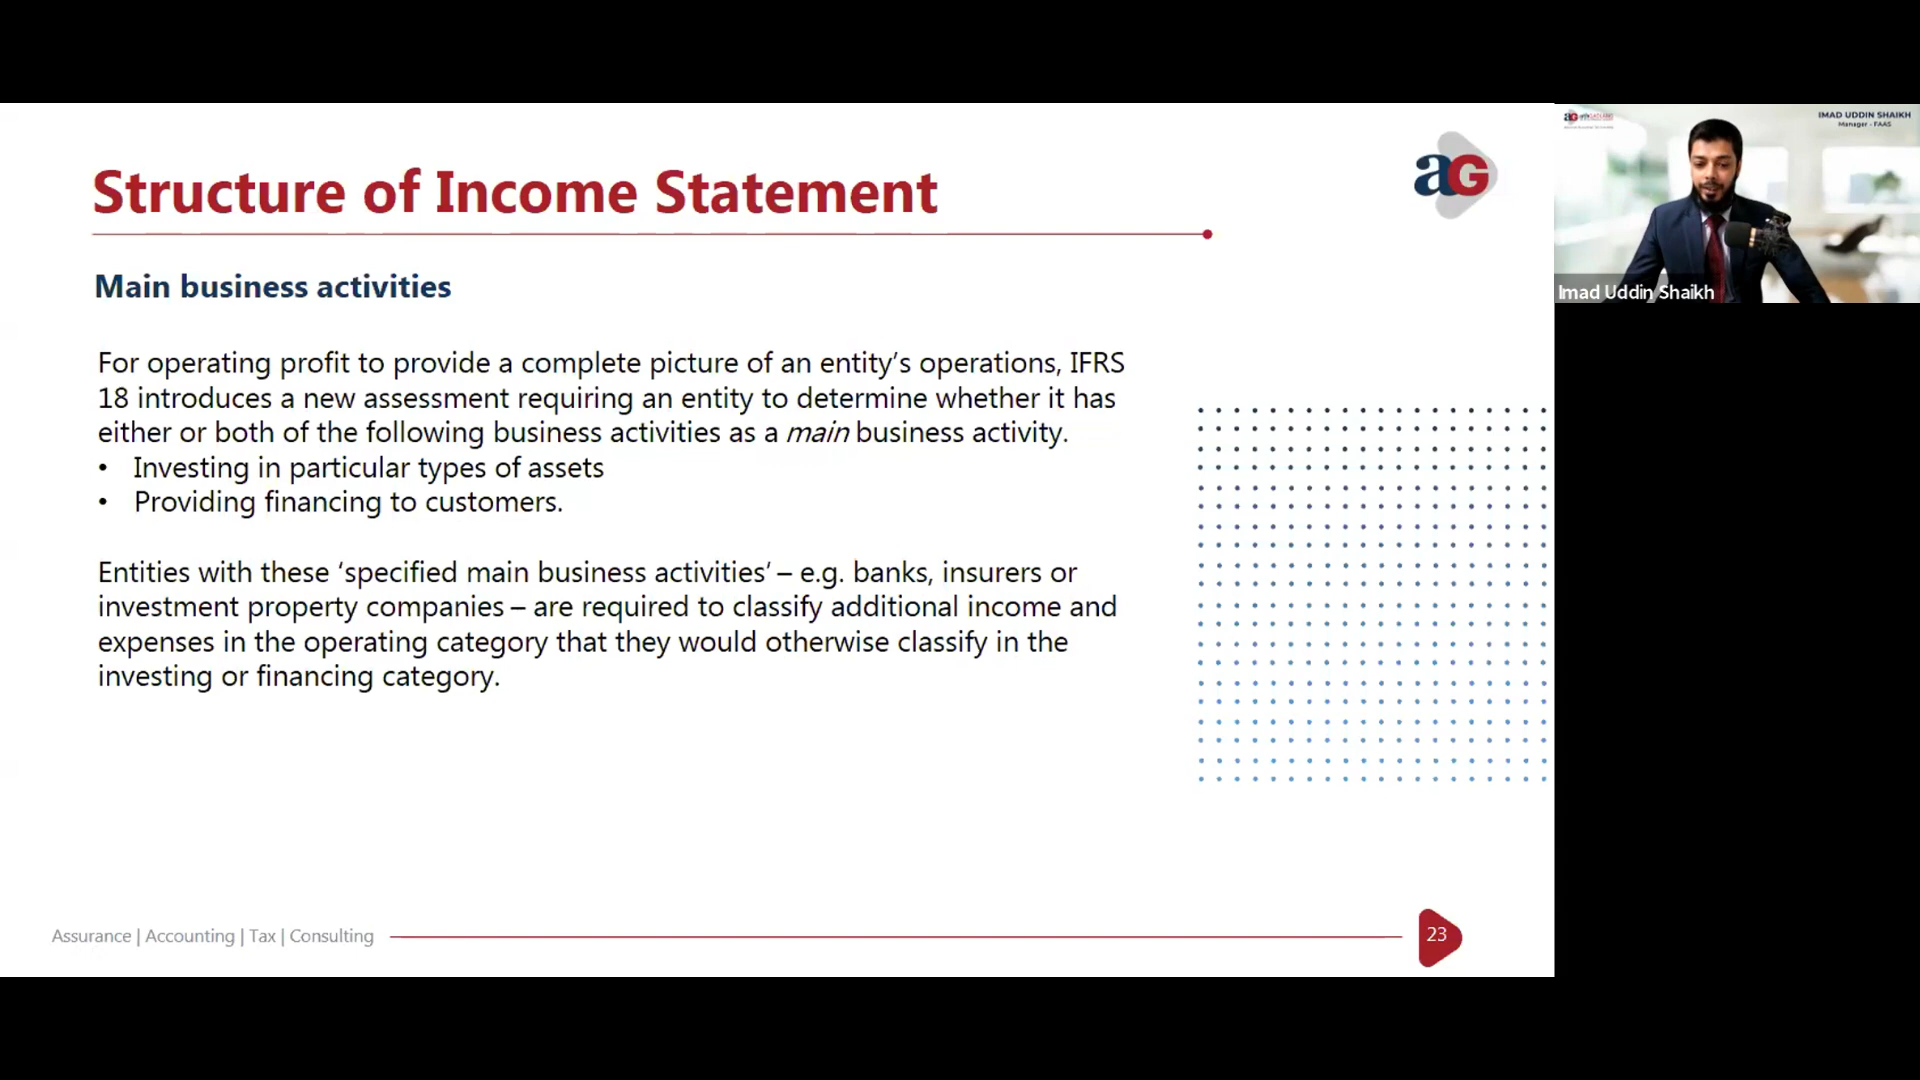 Structure of Income Statement
aG
IMAD UDDIN SHAIKH
Manager - FAAS
Imad Uddin Shaikh
Main business activities
For operating profit to provide a complete picture of an entity’s operations, IFRS
18 introduces a new assessment requiring an entity to determine whether it has
either or both of the following business activities as a main business activity.
• Investing in particular types of assets
• Providing financing to customers.
Entities with these ‘specified main business activities’ – e.g. banks, insurers or
investment property companies – are required to classify additional income and
expenses in the operating category that they would otherwise classify in the
investing or financing category.
Assurance | Accounting | Tax | Consulting
23